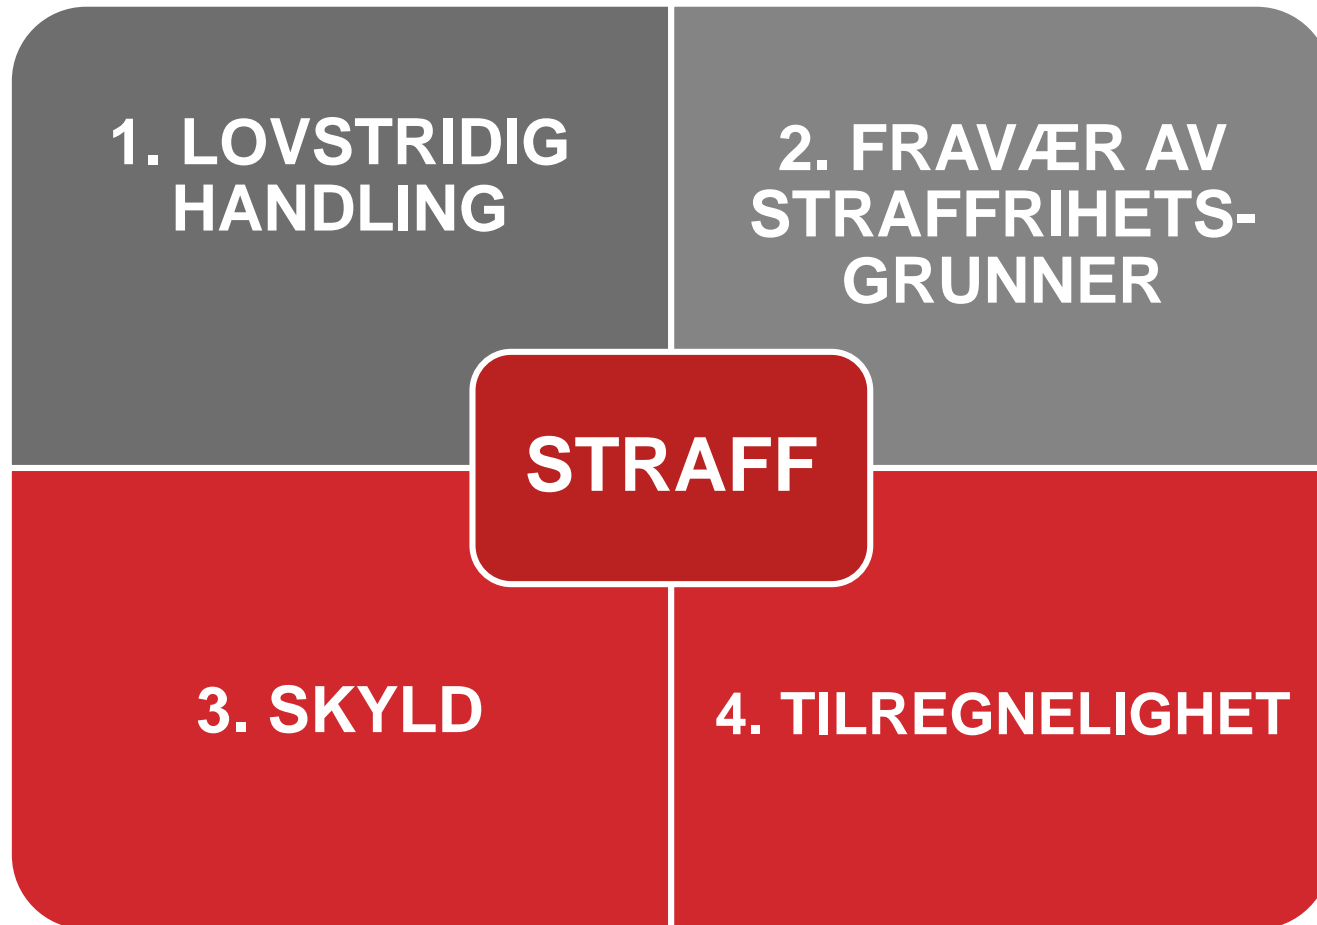 1. LOVSTRIDIG
HANDLING
2. FRAVÆR AV
STRAFFRIHETS-
GRUNNER
STRAFF
3. SKYLD
4. TILREGNELIGHET